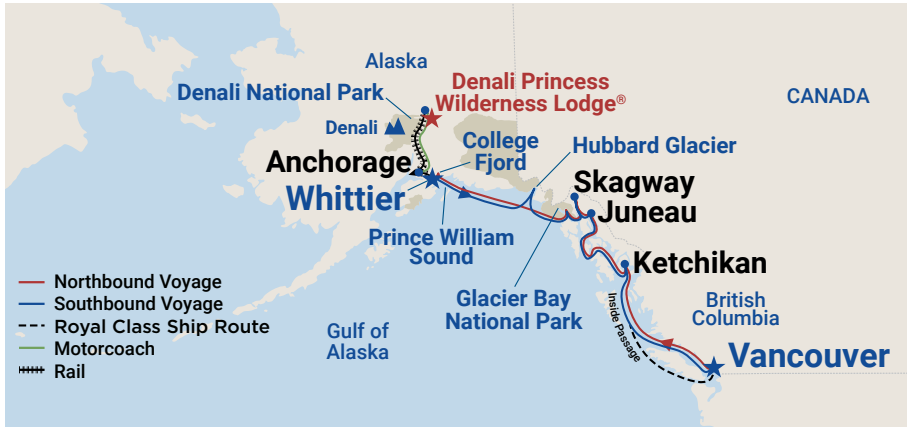 Alaska
Denali Princess
Wilderness Lodge®
Denali National Park
CANADA
Denali
College
Fjord
Hubbard Glacier
Anchorage
Whittier
Skagway
Juneau
Prince William
Sound
Ketchikan
Glacier Bay
National Park
Inside Passage
British
Columbia
Gulf of
Alaska
Vancouver
Northbound Voyage
Southbound Voyage
Royal Class Ship Route
Motorcoach
Rail